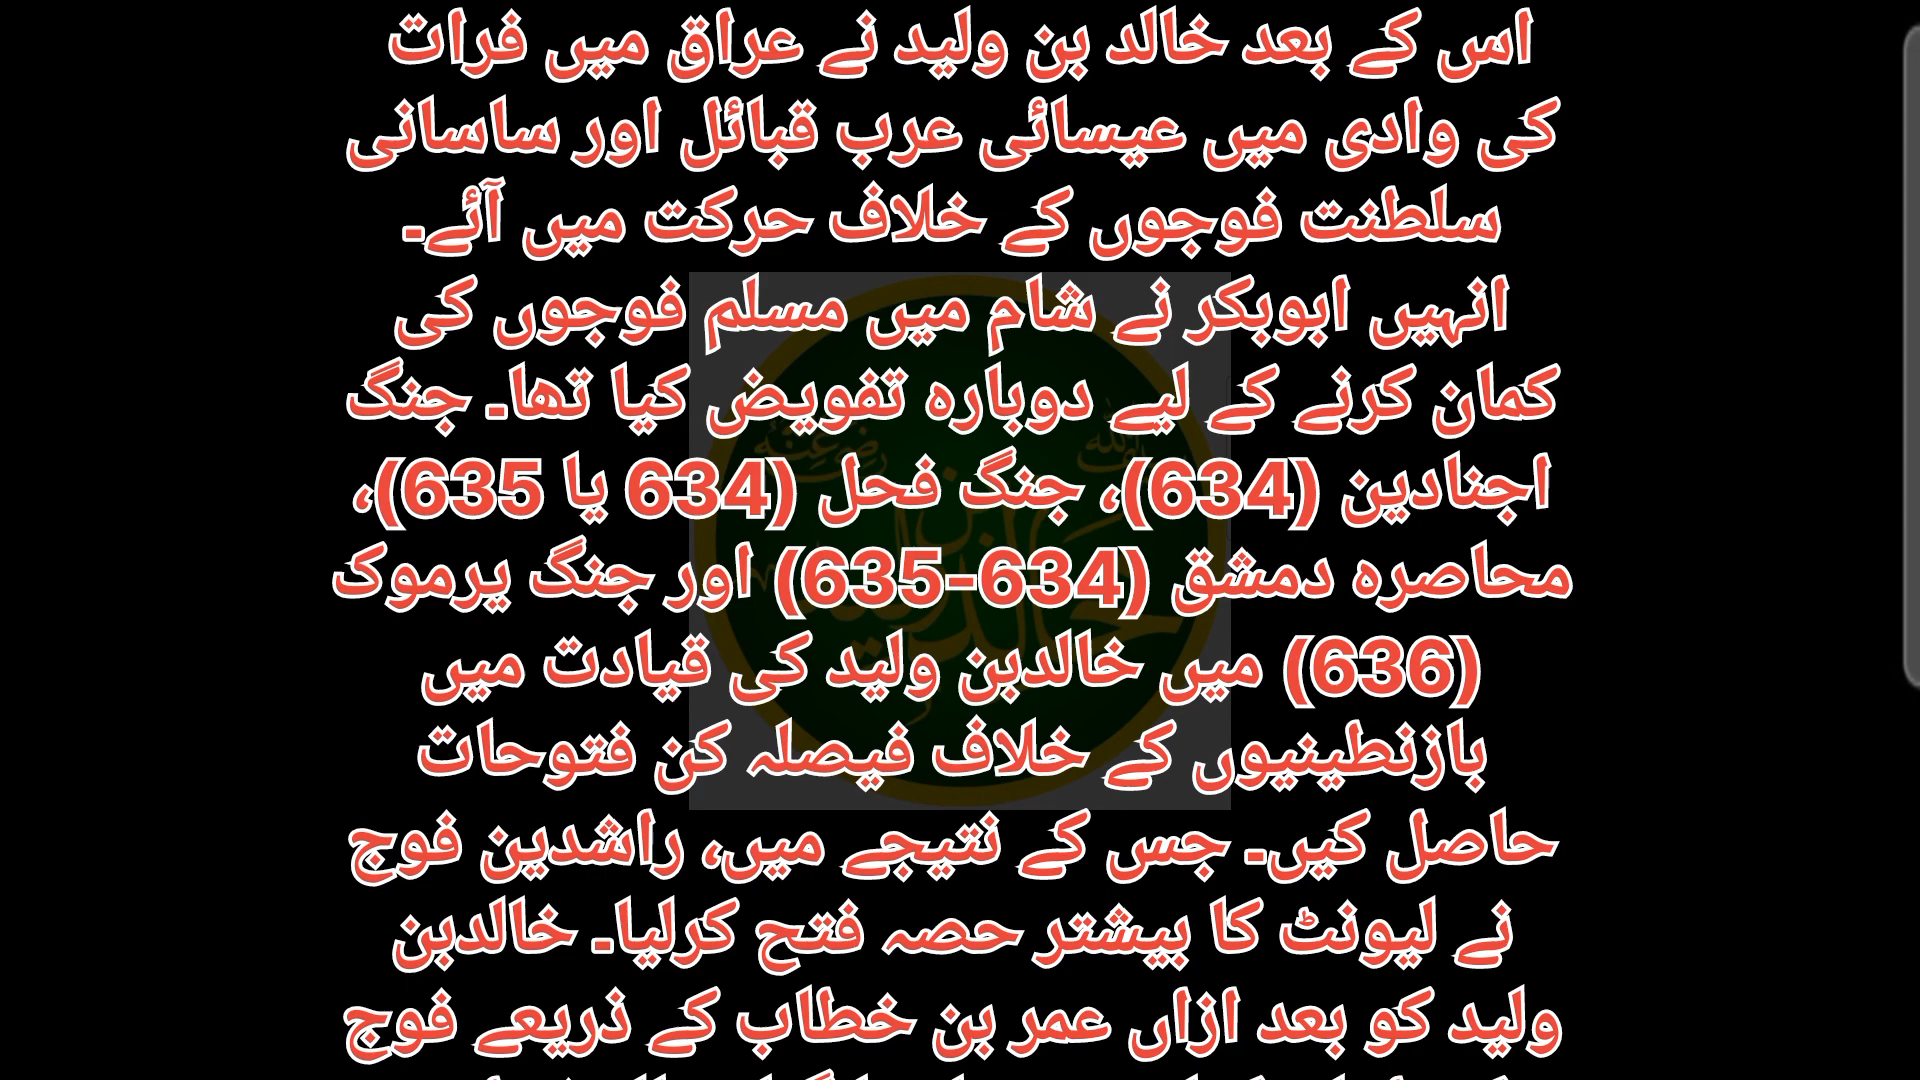 اس کے بعد خالد بن ولید نے عراق میں فرات
کی وادی میں عیسائی عرب قبائل اور ساسانی
سلطنت فوجوں کے خلاف حرکت میں آئے۔
انہیں ابوبکر نے شام میں مسلم فوجوں کی
کمان کرنے کے لیے دوبارہ تفویض کیا تھا۔ جنگ
اجنادین (634)، جنگ فحل (634 یا 635)،
محاصرہ دمشق (634-635) اور جنگ یرموک
(636) میں خالدبن ولید کی قیادت میں
بازنطینیوں کے خلاف فیصلہ کن فتوحات
حاصل کیں۔ جس کے نتیجے میں، راشدین فوج
نے لیونٹ کا بیشتر حصہ فتح کرلیا۔ خالدبن
ولید کو بعد ازاں عمر بن خطاب کے ذریعے فوج